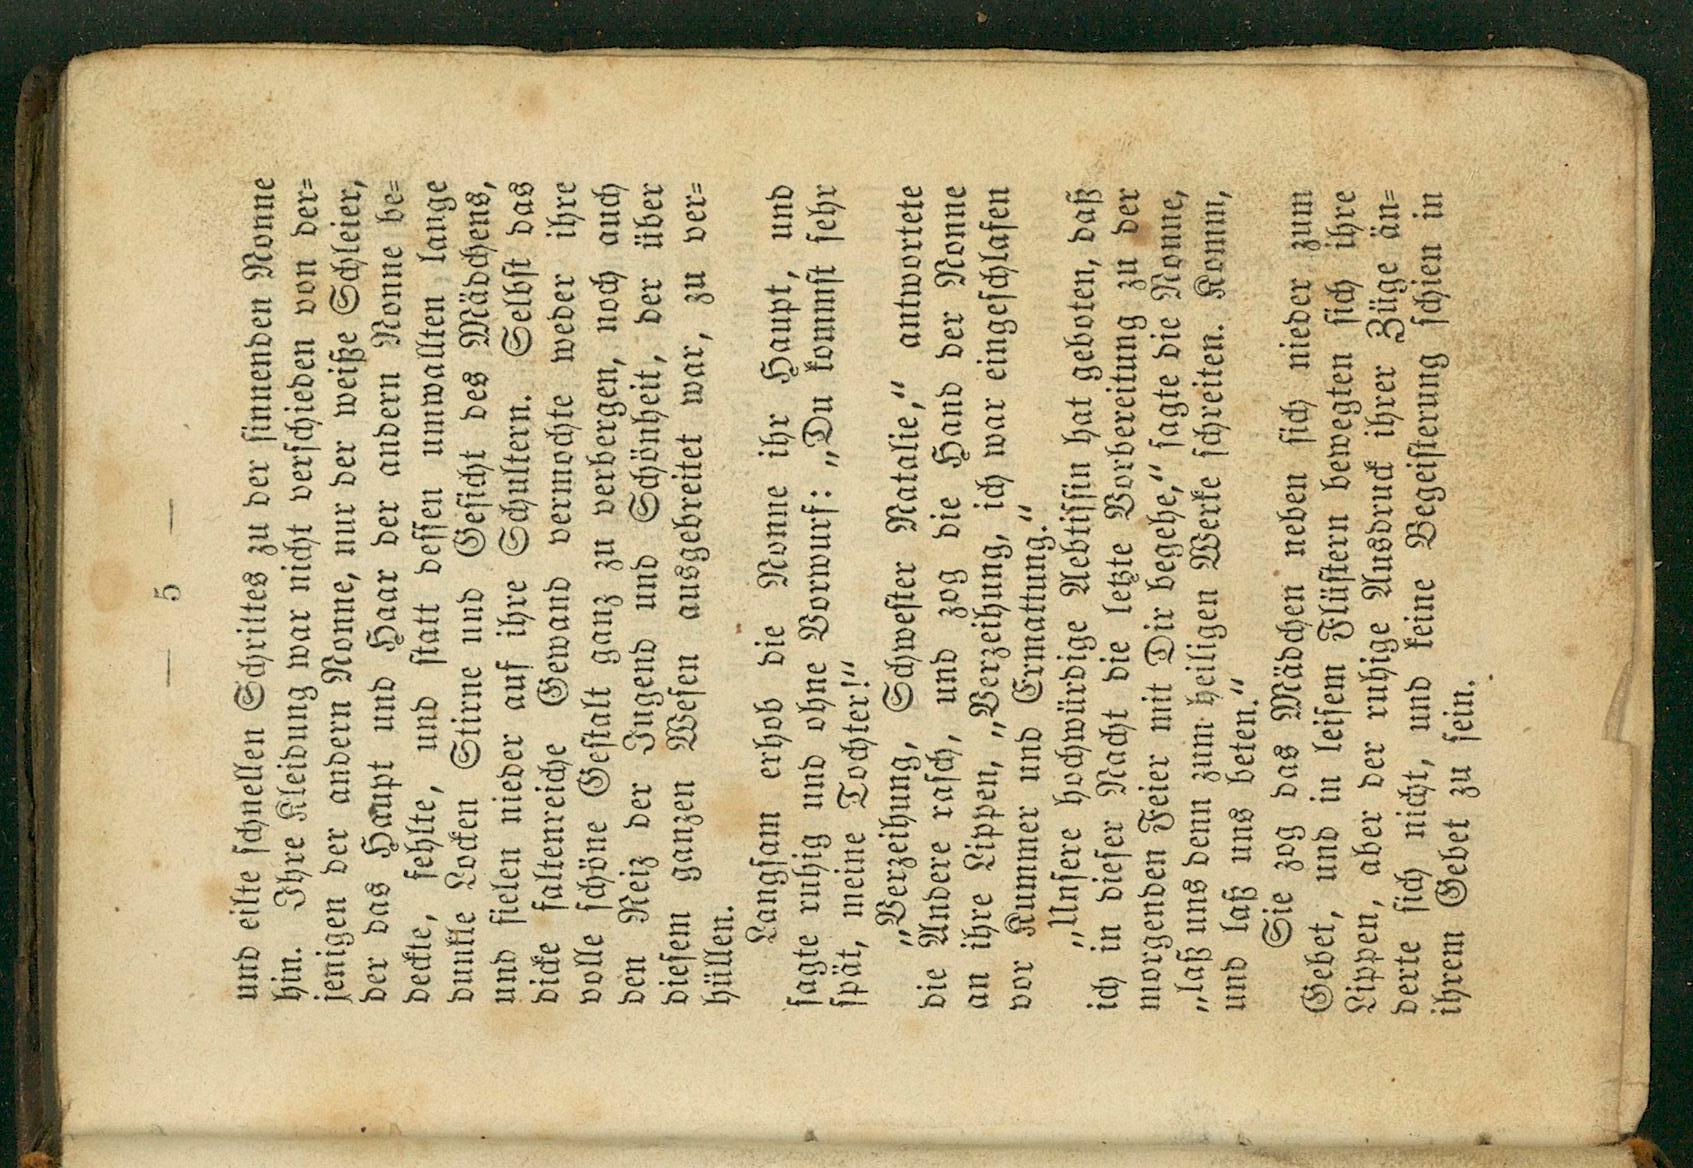 — 5 —
und eilte schnellen Schrittes zu der sinnenden Nonne
hin. Ihre Kleidung war nicht verschieden von der=
jenigen der andern Nonne, nur der weiße Schleier,
der das Haupt und Haar der andern Nonne be=
deckte, fehlte, und statt dessen umwallten lange
dunkle Locken Stirne und Gesicht des Mädchens,
und fielen nieder auf ihre Schultern. Selbst das
dicke faltenreiche Gewand vermochte weder ihre
volle schöne Gestalt ganz zu verbergen, noch auch
den Reiz der Jugend und Schönheit, der über
diesem ganzen Wesen ausgebreitet war, zu ver=
hüllen.
Langsam erhob die Nonne ihr Haupt, und
sagte ruhig und ohne Vorwurf: „Du kommst sehr
spät, meine Tochter!“
„Verzeihung, Schwester Natalie,“ antwortete
die Andere rasch, und zog die Hand der Nonne
an ihre Lippen, „Verzeihung, ich war eingeschlafen
vor Kummer und Ermattung.“
„Unsere hochwürdige Aebtissin hat geboten, daß
ich in dieser Nacht die letzte Vorbereitung zu der
morgenden Feier mit Dir begehe,“ sagte die Nonne,
„laß uns denn zum heiligen Werke schreiten. Komm,
und laß uns beten.“
Sie zog das Mädchen neben sich nieder zum
Gebet, und in leisem Flüstern bewegten sich ihre
Lippen, aber der ruhige Ausdruck ihrer Züge än=
derte sich nicht, und keine Begeisterung schien in
ihrem Gebet zu sein.